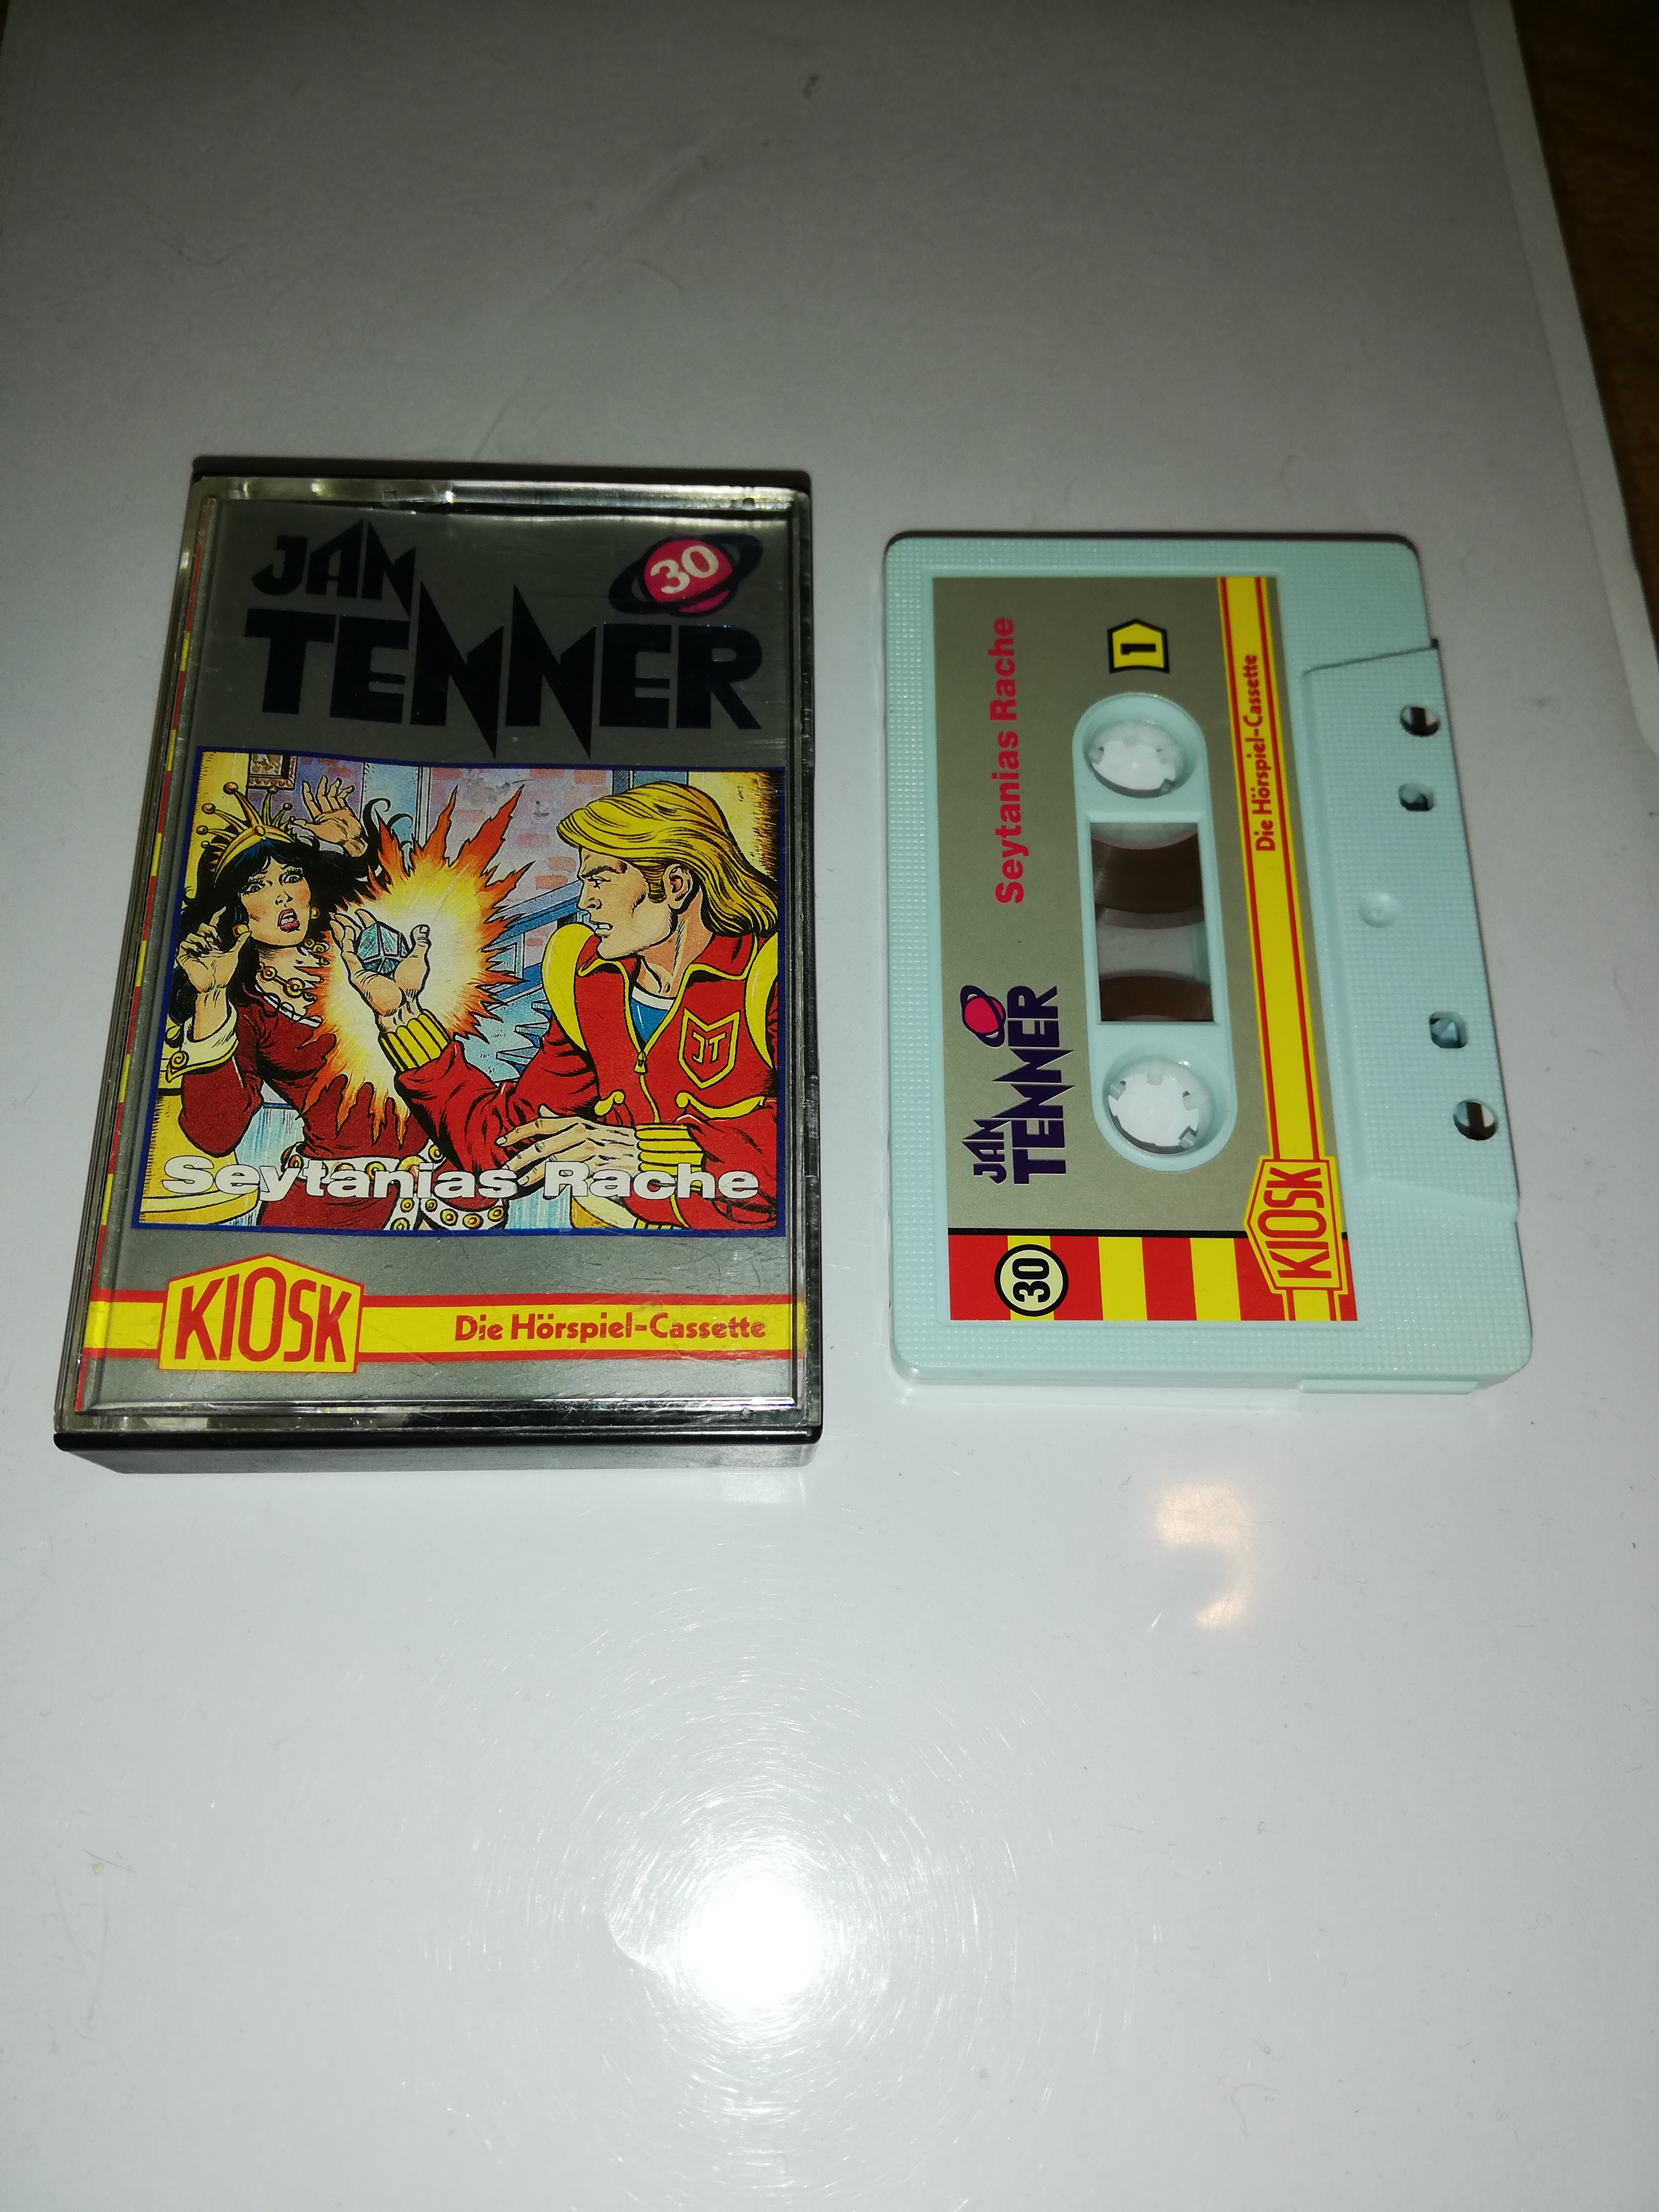 JAN
TENNER
30
JT
Seytanias Rache
KIOSK
Die Hörspiel-Cassette
JAN
TENNER
Seytanias Rache
1
30
KIOSK
Die Hörspiel-Cassette